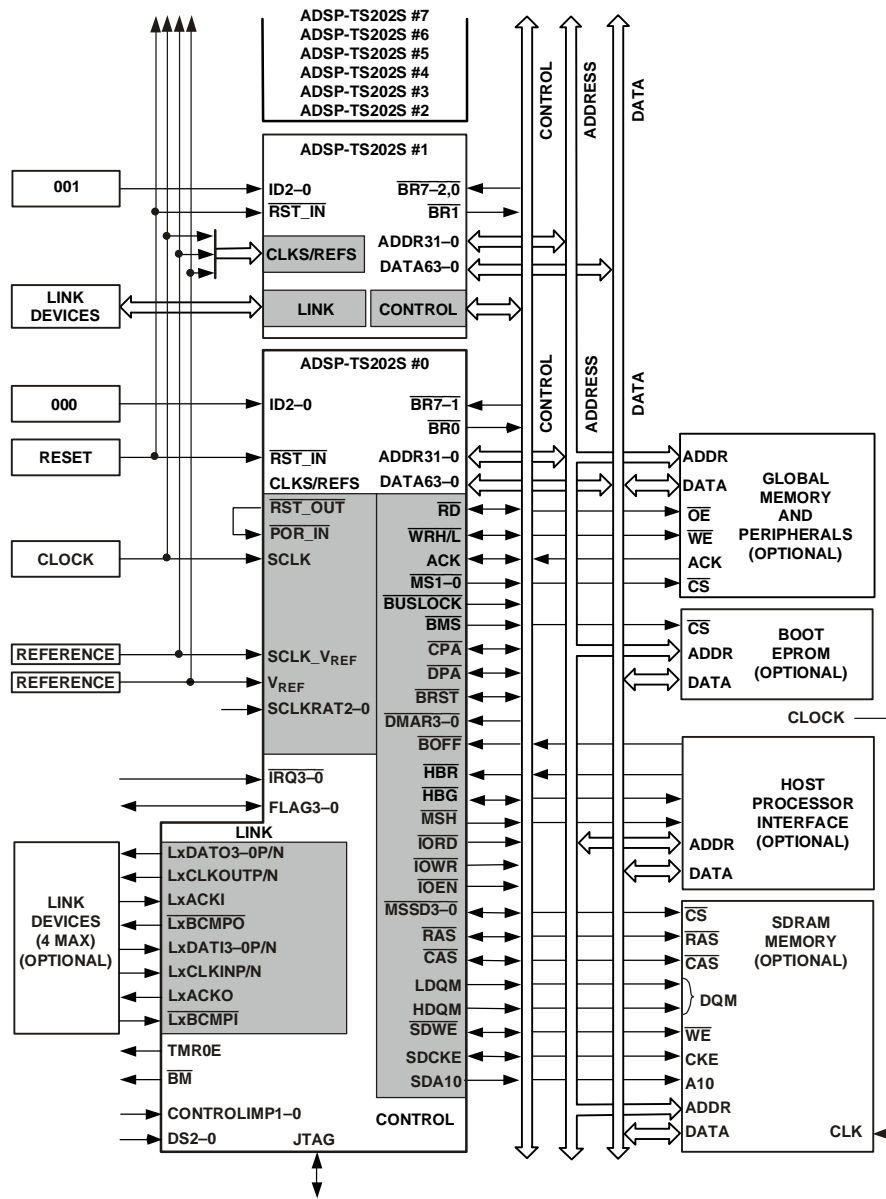 ADSP-TS202S #7
ADSP-TS202S #6
ADSP-TS202S #5
ADSP-TS202S #4
ADSP-TS202S #3
ADSP-TS202S #2
CONTROL
ADDRESS
DATA
ADSP-TS202S #1
001
ID2–0
BR7–2,0
RST_IN
BR1
ADDR31–0
CLKS/REFS
DATA63–0
LINK
DEVICES
LINK
CONTROL
ADSP-TS202S #0
CONTROL
ADDRESS
DATA
000
ID2–0
BR7–1
BR0
RESET
RST_IN
ADDR31–0
CLKS/REFS
DATA63–0
RST_OUT
POR_IN
CLOCK
SCLK
REFERENCE
SCLK_VREF
REFERENCE
VREF
SCLKRAT2–0
IRQ3–0
FLAG3–0
RD
WRH/L
ACK
MS1–0
BUSLOCK
BMS
CPA
DPA
BRST
DMAR3–0
BOFF
HBR
HBG
MSH
IORD
IOWR
IOEN
MSSD3–0
RAS
CAS
LDQM
HDQM
SDWE
SDCKE
SDA10
CONTROL
LINK
LINK
DEVICES
(4 MAX)
(OPTIONAL)
LxDATO3–0P/N
LxCLKOUTP/N
LxACKI
LxBCMPO
LxDATI3–0P/N
LxCLKINP/N
LxACKO
LxBCMPI
TMR0E
BM
CONTROLIMP1–0
DS2–0
JTAG
ADDR
DATA
OE
WE
ACK
CS
GLOBAL
MEMORY
AND
PERIPHERALS
(OPTIONAL)
CS
ADDR
DATA
BOOT
EPROM
(OPTIONAL)
CLOCK
HOST
PROCESSOR
INTERFACE
(OPTIONAL)
ADDR
DATA
SDRAM
MEMORY
(OPTIONAL)
CS
RAS
CAS
DQM
WE
CKE
A10
ADDR
DATA
CLK